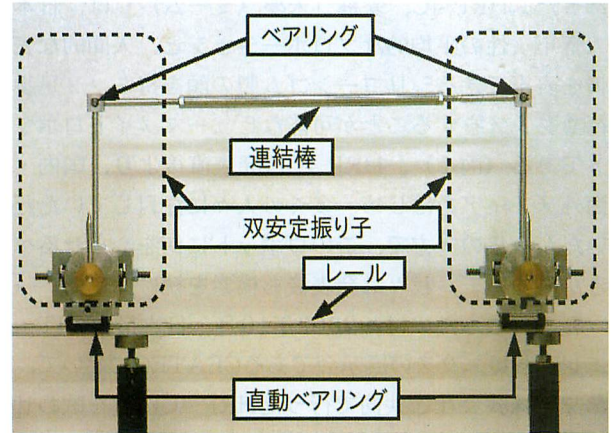 ベアリング
連結棒
双安定振り子
レール
直動ベアリング